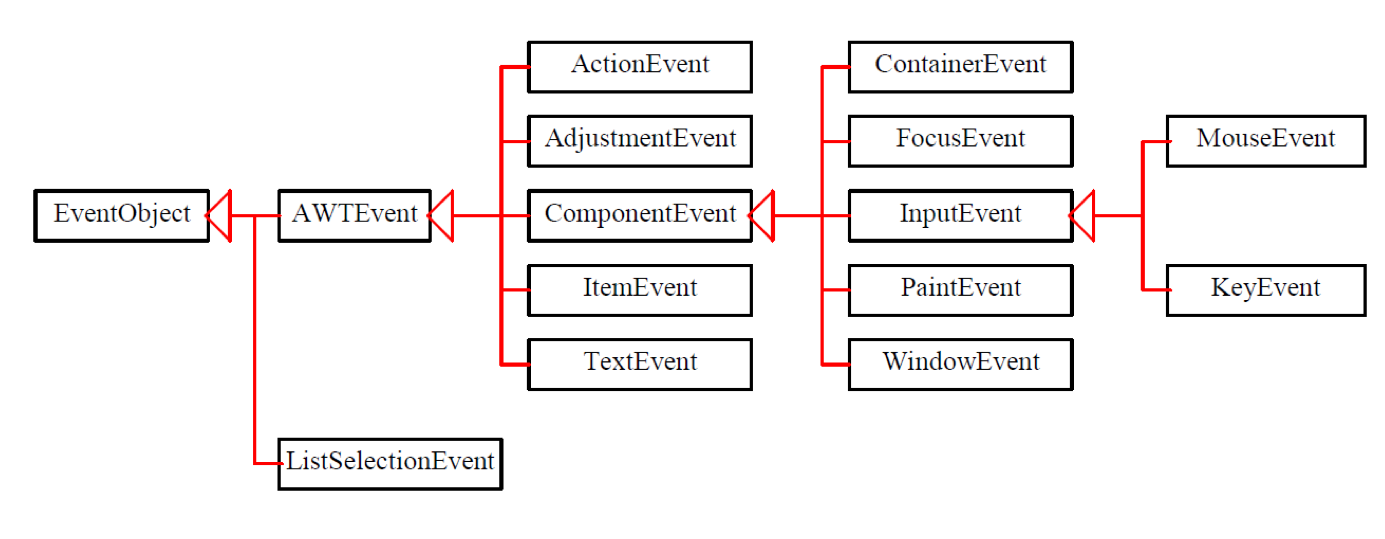 ActionEvent
ContainerEvent
AdjustmentEvent
FocusEvent
MouseEvent
EventObject
AWTEvent
ComponentEvent
InputEvent
ItemEvent
PaintEvent
KeyEvent
TextEvent
WindowEvent
ListSelectionEvent